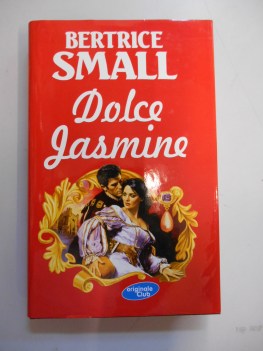 BERTRICE
SMALL
Dolce
Jasmine
originale
Club